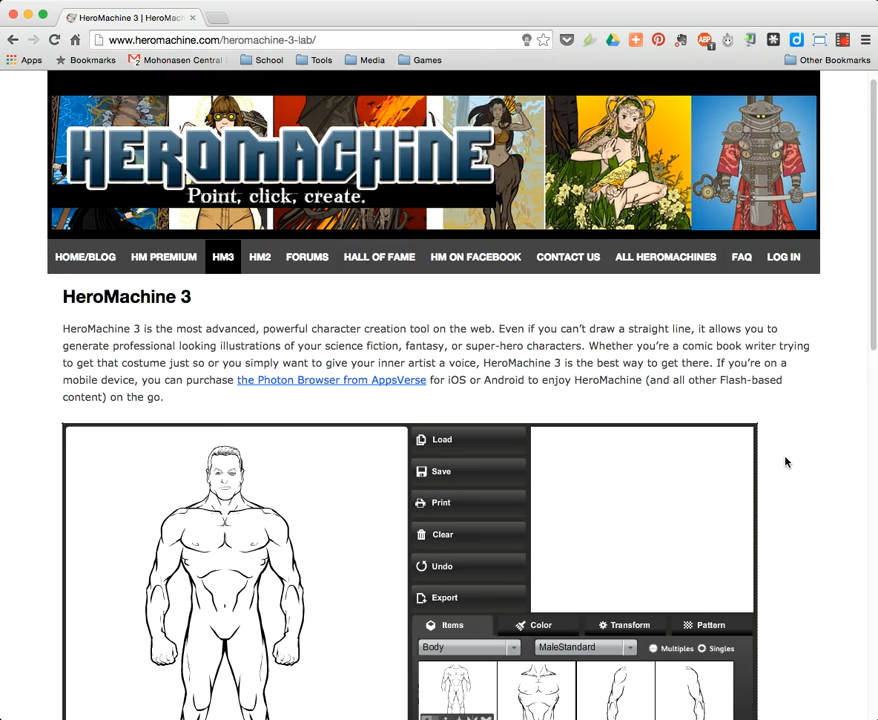 HeroMachine 3 | HeroMach
www.heromachine.com/heromachine-3-lab/
Apps Bookmarks Mohonasen Central School Tools Media Games Other Bookmarks
HEROMACHINE
Point, click, create.
HOME/BLOG HM PREMIUM HM3 HM2 FORUMS HALL OF FAME HM ON FACEBOOK CONTACT US ALL HEROMACHINES FAQ LOG IN
HeroMachine 3
HeroMachine 3 is the most advanced, powerful character creation tool on the web. Even if you can't draw a straight line, it allows you to
generate professional looking illustrations of your science fiction, fantasy, or super-hero characters. Whether you're a comic book writer trying
to get that costume just so or you simply want to give your inner artist a voice, HeroMachine 3 is the best way to get there. If you're on a
mobile device, you can purchase the Photon Browser from AppsVerse for iOS or Android to enjoy HeroMachine (and all other Flash-based
content) on the go.
Load
Save
Print
Clear
Undo
Export
Items Color Transform Pattern
Body MaleStandard Multiples Singles